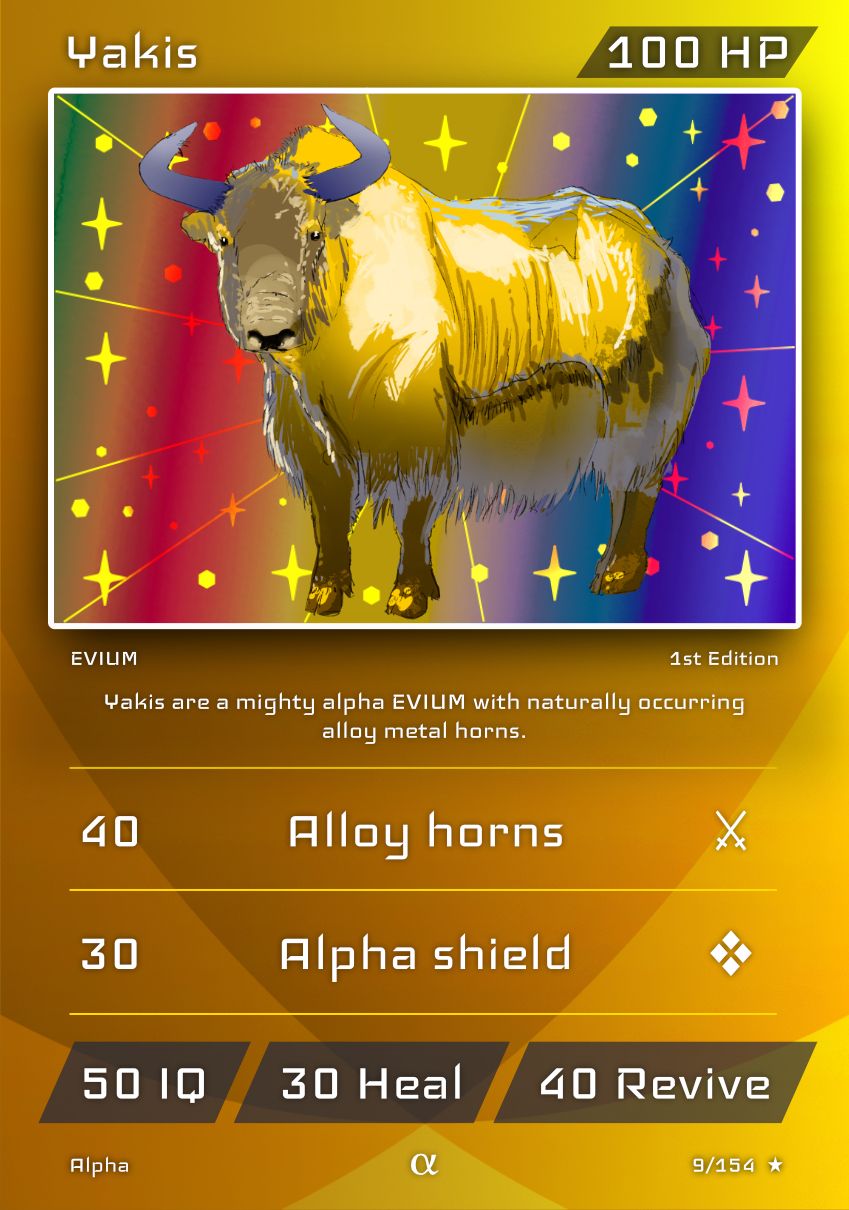 Yakis
100 HP
EVIUM
1st Edition
Yakis are a mighty alpha EVIUM with naturally occurring
alloy metal horns.
40 Alloy horns
30 Alpha shield
50 IQ
30 Heal
40 Revive
Alpha
α
9/154 ★